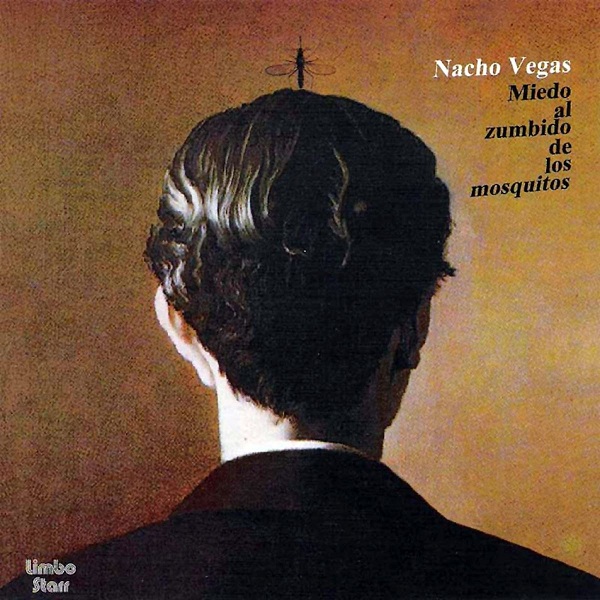 Nacho Vegas
Miedo
al
zumbido
de
los
mosquitos
Limbo
Starr